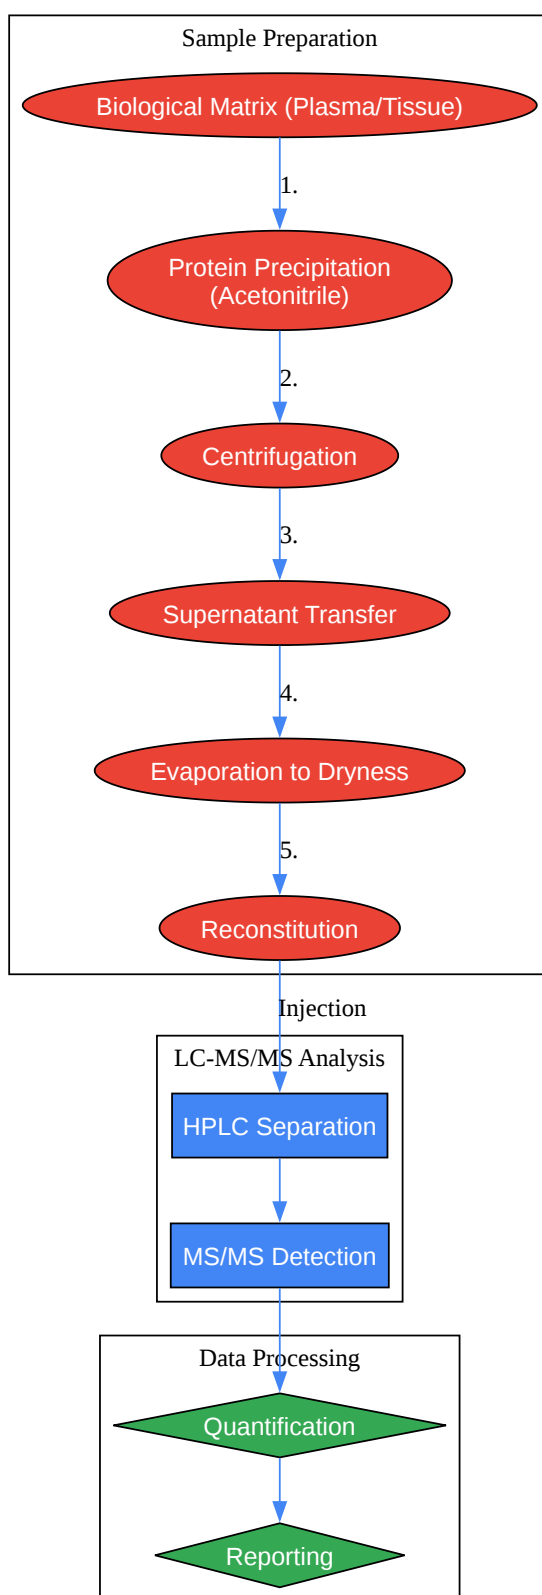 Sample Preparation
Biological Matrix (Plasma/Tissue)
1.
Protein Precipitation
(Acetonitrile)
2.
Centrifugation
3.
Supernatant Transfer
4.
Evaporation to Dryness
5.
Reconstitution
Injection
LC-MS/MS Analysis
HPLC Separation
MS/MS Detection
Data Processing
Quantification
Reporting